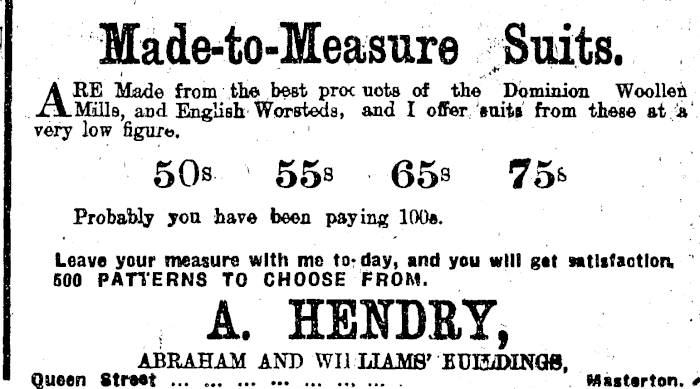 Made-to-Measure Suits.
ARE Made from the best products of the Dominion Woollen
Mills, and English Worsteds, and I offer suits from these at a
very low figure.
50s 55s 65s 75s
Probably you have been paying 100s.
Leave your measure with me to-day, and you will get satisfaction.
500 PATTERNS TO CHOOSE FROM.
A. HENDRY,
ABRAHAM AND WILLIAMS' BUILDINGS,
Queen Street ... ... ... ... ... ... ... Masterton.